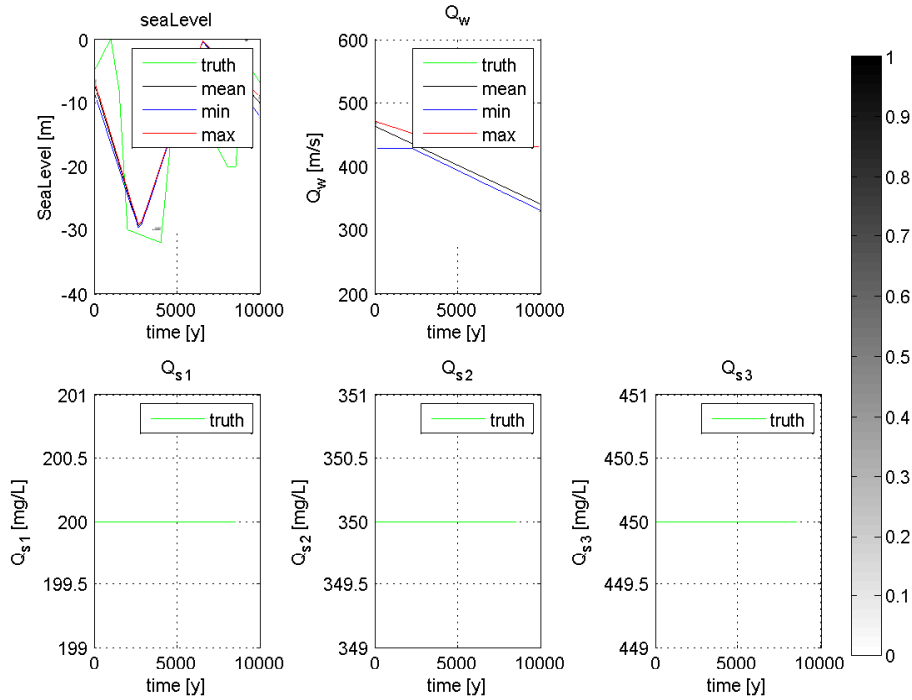 seaLevel
SeaLevel [m]
0
-10
-20
-30
-40
truth
mean
min
max
0 5000 10000
time [y]
Q_w
Q_w [m/s]
600
500
400
300
200
truth
mean
min
max
0 5000 10000
time [y]
1
0.9
0.8
0.7
0.6
0.5
0.4
0.3
0.2
0.1
0
Q_s1
Q_s1 [mg/L]
201
200.5
200
199.5
199
truth
0 5000 10000
time [y]
Q_s2
Q_s2 [mg/L]
351
350.5
350
349.5
349
truth
0 5000 10000
time [y]
Q_s3
Q_s3 [mg/L]
451
450.5
450
449.5
449
truth
0 5000 10000
time [y]